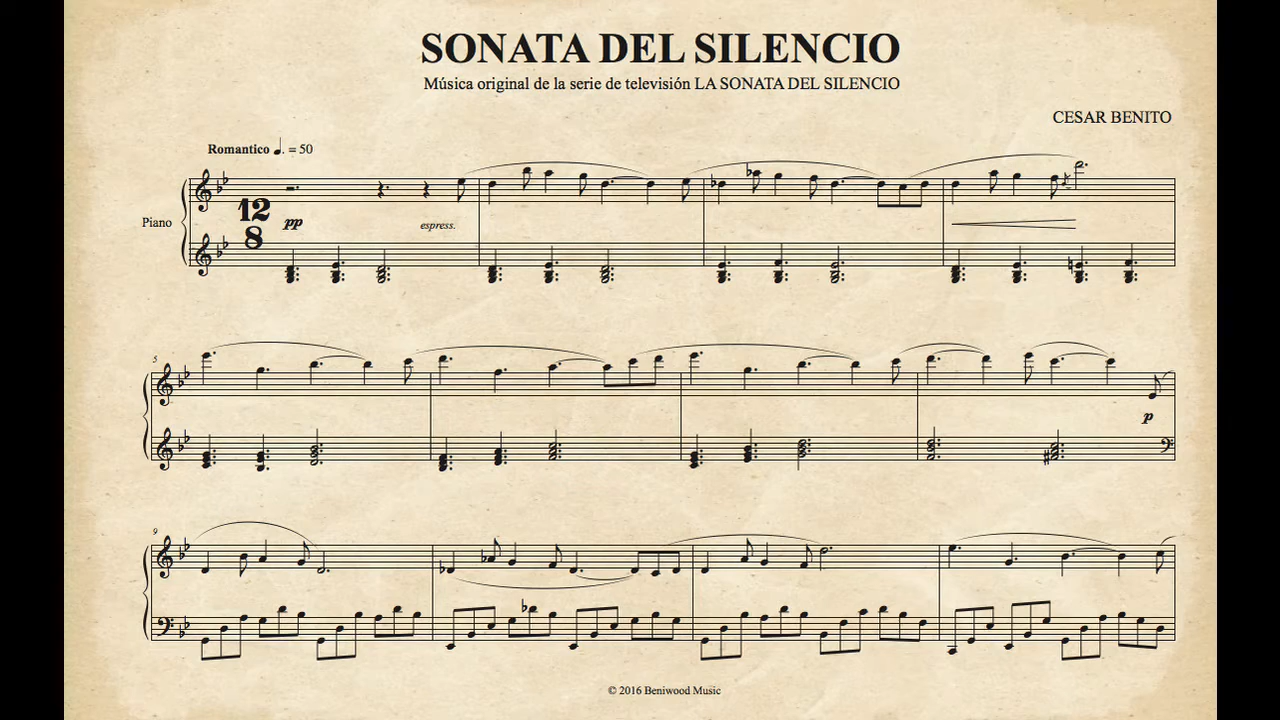 SONATA DEL SILENCIO
Música original de la serie de televisión LA SONATA DEL SILENCIO
CESAR BENITO
Romantico ♩. = 50
Piano
12
8
pp
espress.
5
p
9
© 2016 Beniwood Music